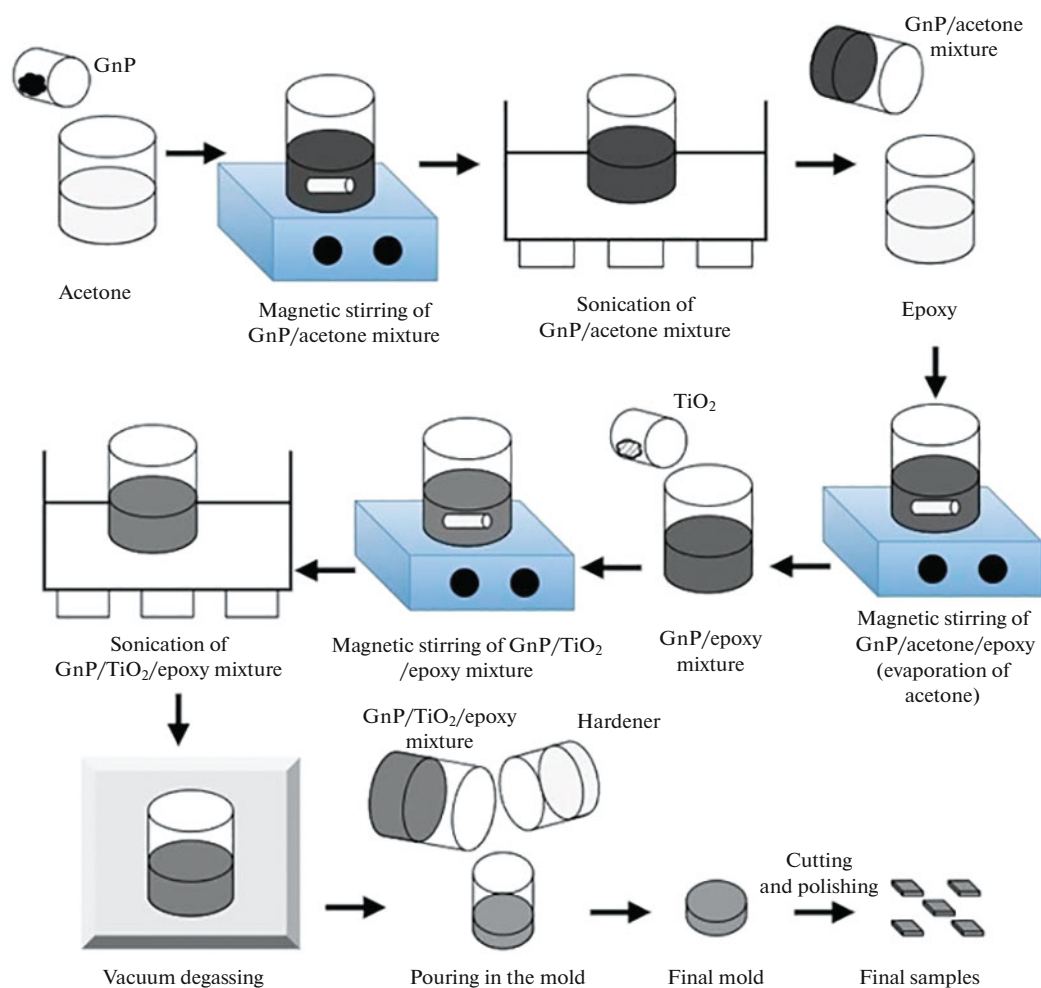 GnP
GnP/acetone
mixture
Acetone
Magnetic stirring of
GnP/acetone mixture
Sonication of
GnP/acetone mixture
Epoxy
TiO₂
Sonication of
GnP/TiO₂/epoxy mixture
Magnetic stirring of GnP/TiO₂
/epoxy mixture
GnP/epoxy
mixture
Magnetic stirring of
GnP/acetone/epoxy
(evaporation of
acetone)
GnP/TiO₂/epoxy
mixture
Hardener
Cutting
and polishing
Vacuum degassing
Pouring in the mold
Final mold
Final samples